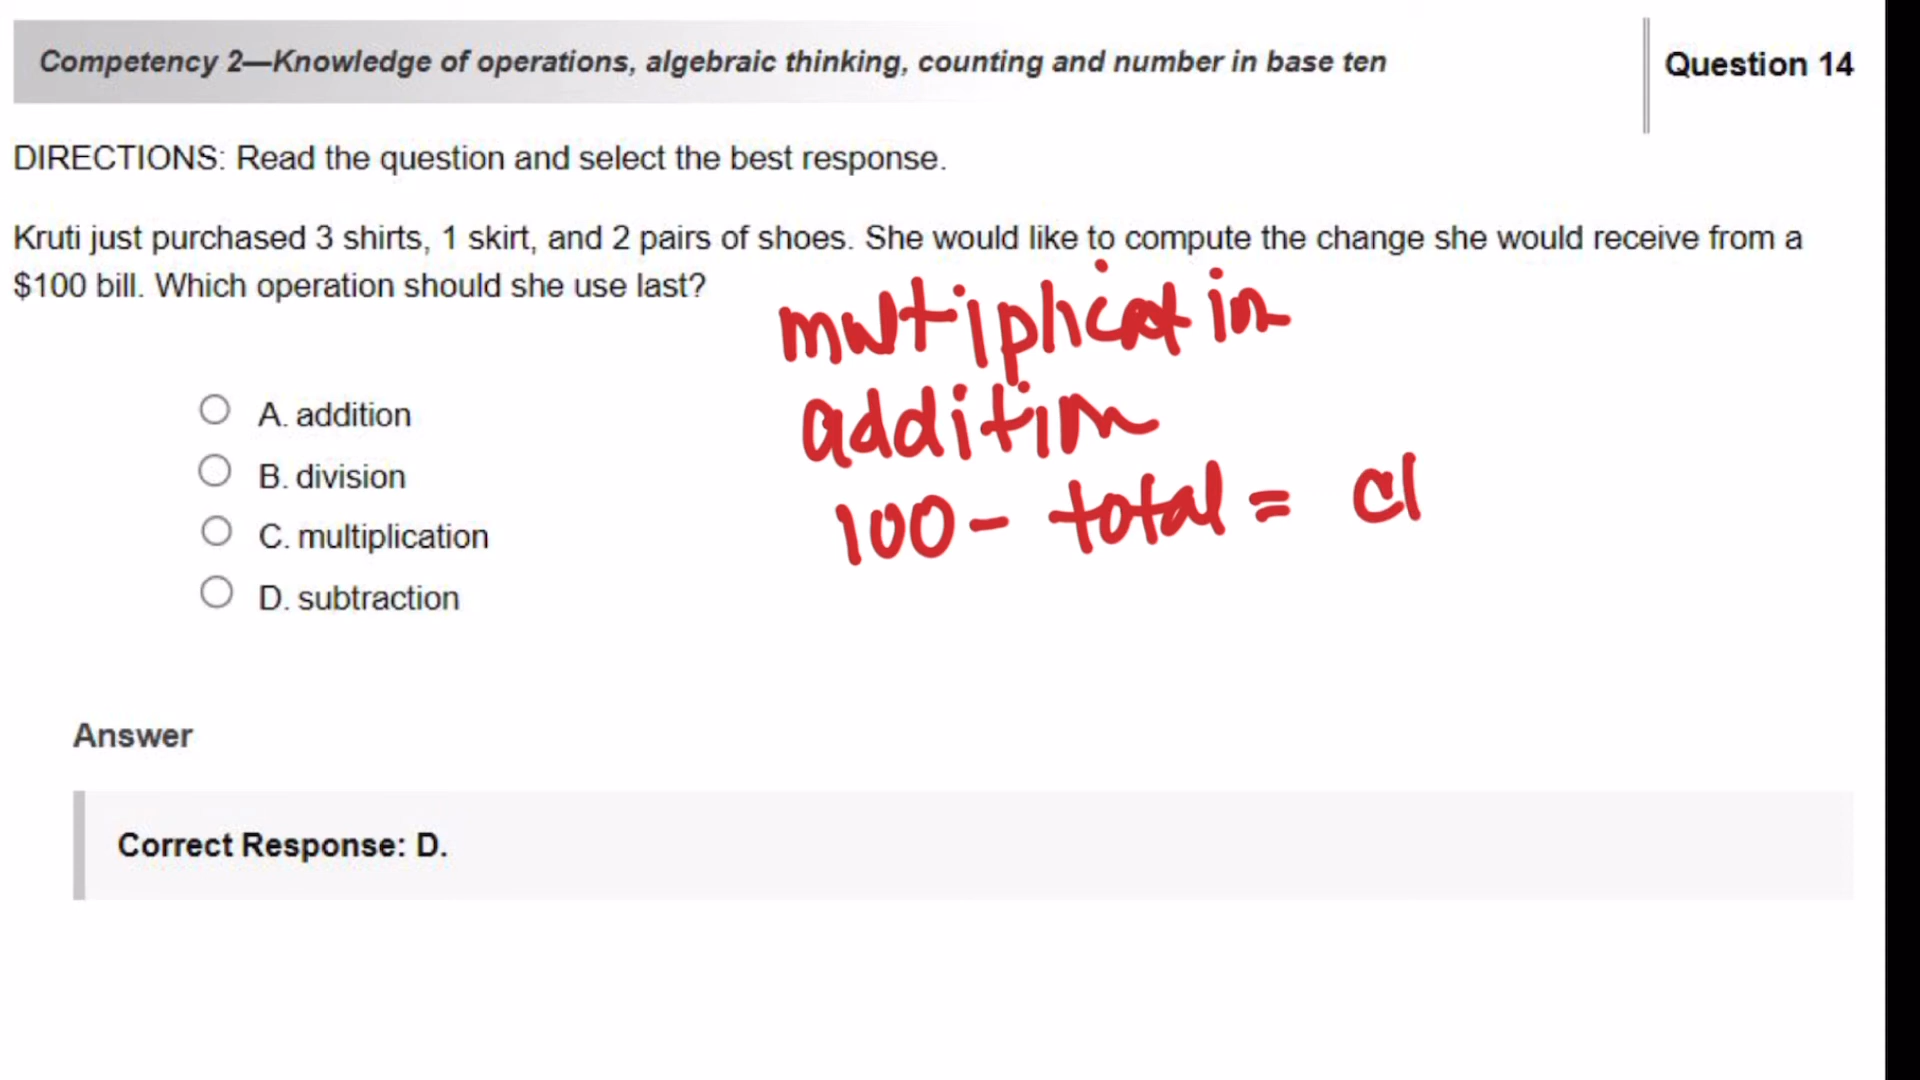 Competency 2—Knowledge of operations, algebraic thinking, counting and number in base ten
Question 14
DIRECTIONS: Read the question and select the best response.
Kruti just purchased 3 shirts, 1 skirt, and 2 pairs of shoes. She would like to compute the change she would receive from a
$100 bill. Which operation should she use last?
multiplication
addition
100 - total =
A. addition
B. division
C. multiplication
D. subtraction
Answer
Correct Response: D.